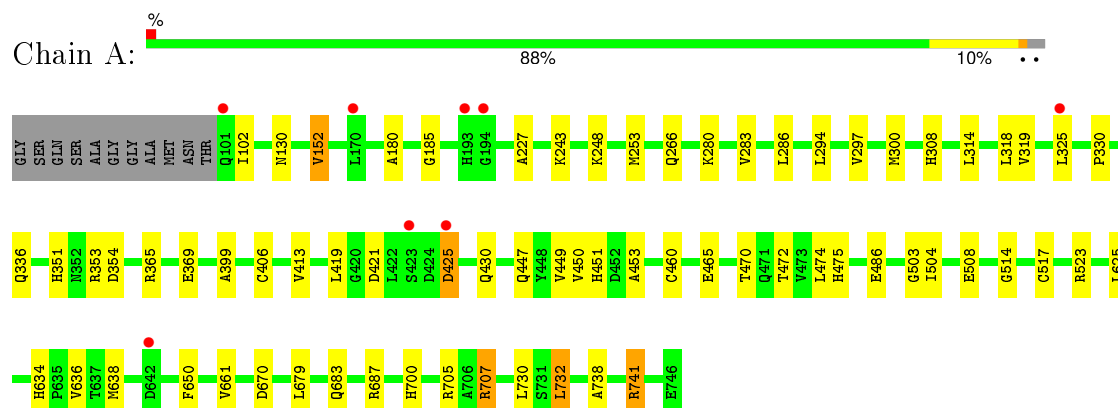 %
Chain A:
88%
10%
GLY SER GLN SER ALA GLY GLY ALA MET ASN THR Q101 I102 N130 V152 L170 A180 G185 H193 G194 A227 K243 K248 M253 Q266 K280 V283 L286 L294 V297 M300 H308 L314 L318 V319 L325 P330
Q336 H351 N352 R353 D354 R365 E369 A399 C406 V413 L419 G420 D421 L422 S423 D424 D425 Q430 Q447 Y448 V449 V450 H451 D452 A453 C460 E465 T470 Q471 T472 V473 L474 H475 E486 G503 I504 E508 G514 C517 R523
H634 P635 V636 T637 M638 D642 F650 V661 D670 L679 Q683 R687 H700 R705 A706 R707 L730 S731 L732 A738 R741 E746